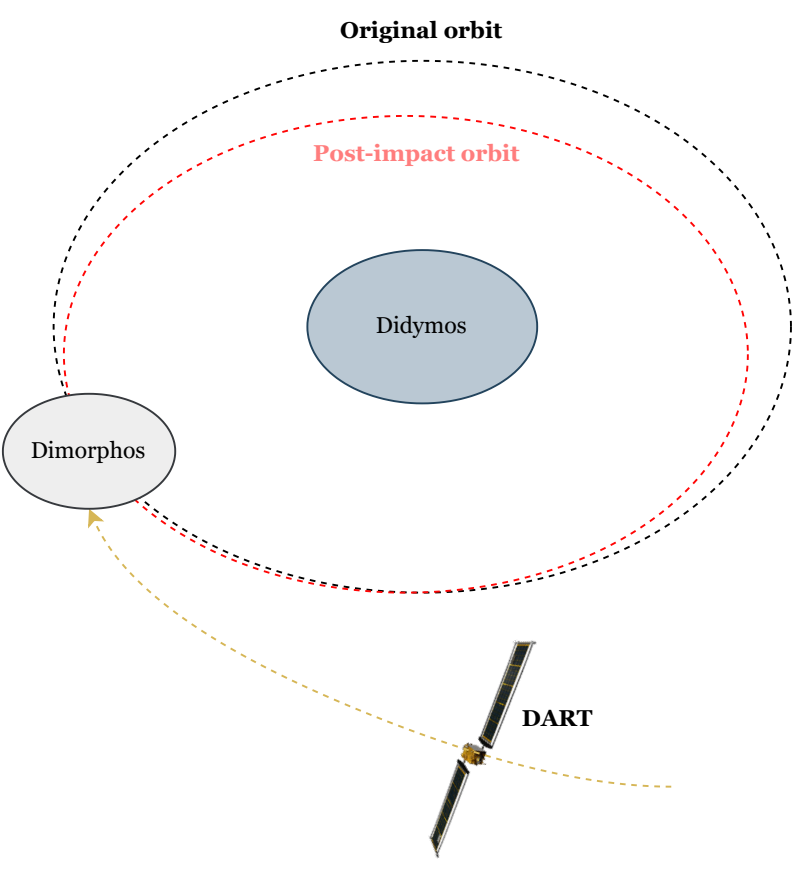 Original orbit
Post-impact orbit
Didymos
Dimorphos
DART